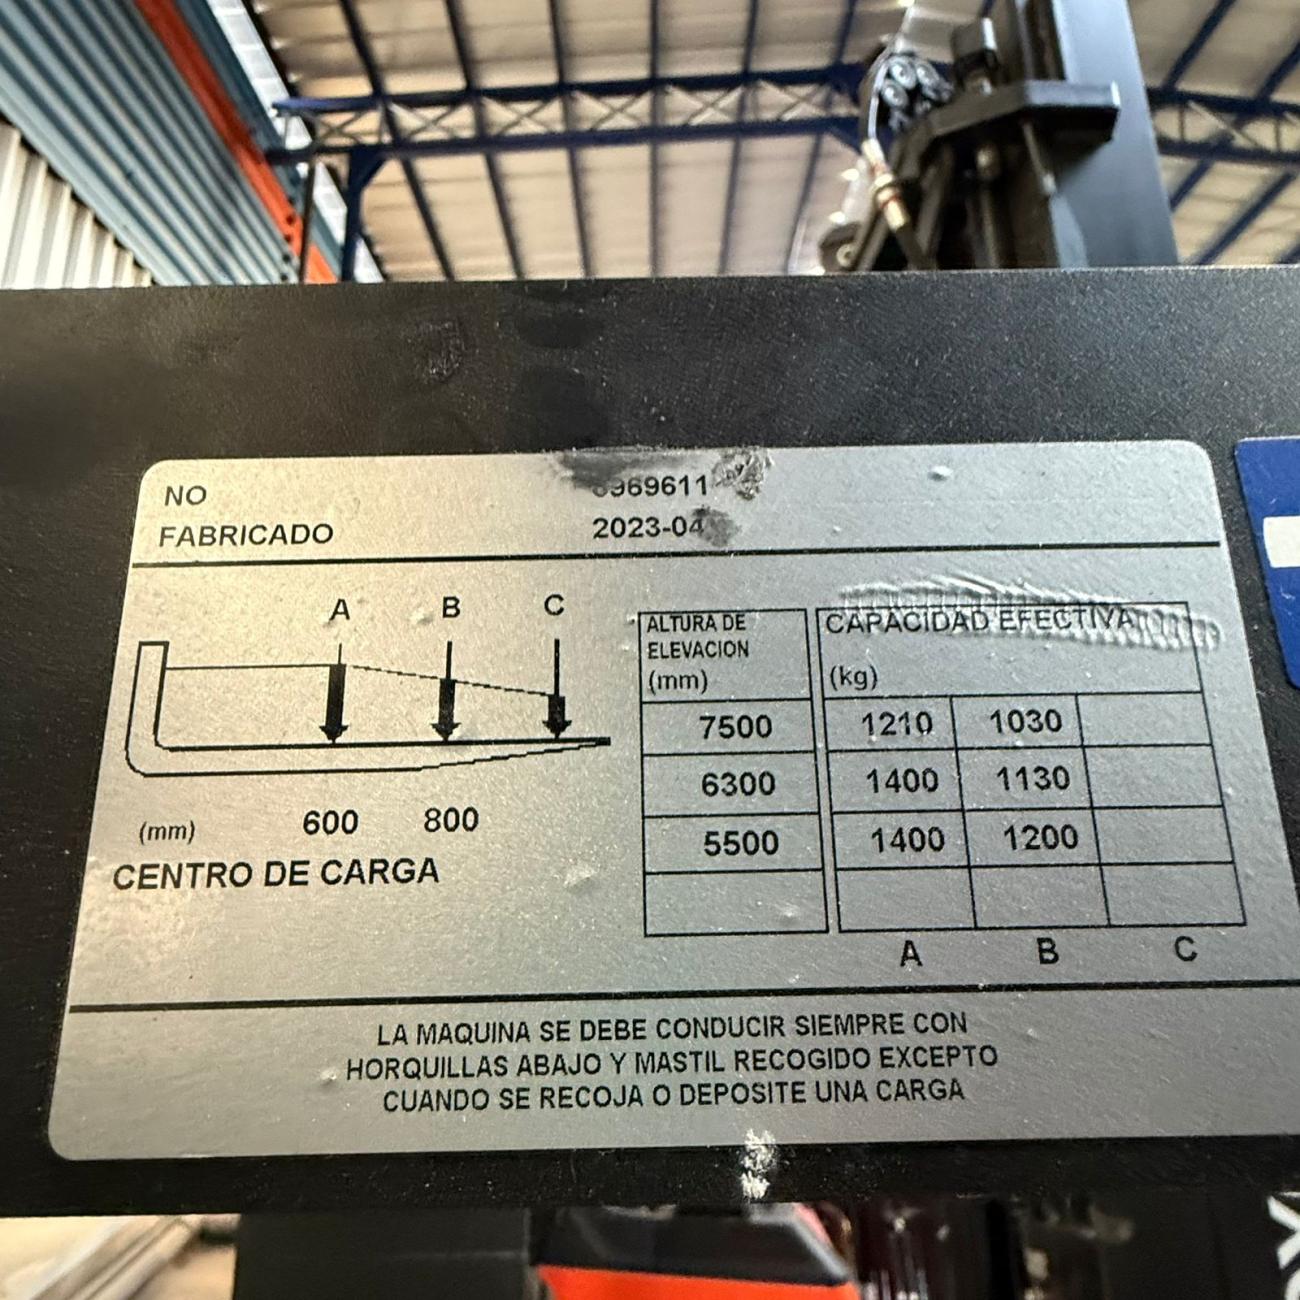 NO 6969611
FABRICADO 2023-04
A B C
ALTURA DE ELEVACION (mm)
CAPACIDAD EFECTIVA (kg)
7500 1210 1030
6300 1400 1130
5500 1400 1200
(mm) 600 800
CENTRO DE CARGA
A B C
LA MAQUINA SE DEBE CONDUCIR SIEMPRE CON
HORQUILLAS ABAJO Y MASTIL RECOGIDO EXCEPTO
CUANDO SE RECOJA O DEPOSITE UNA CARGA